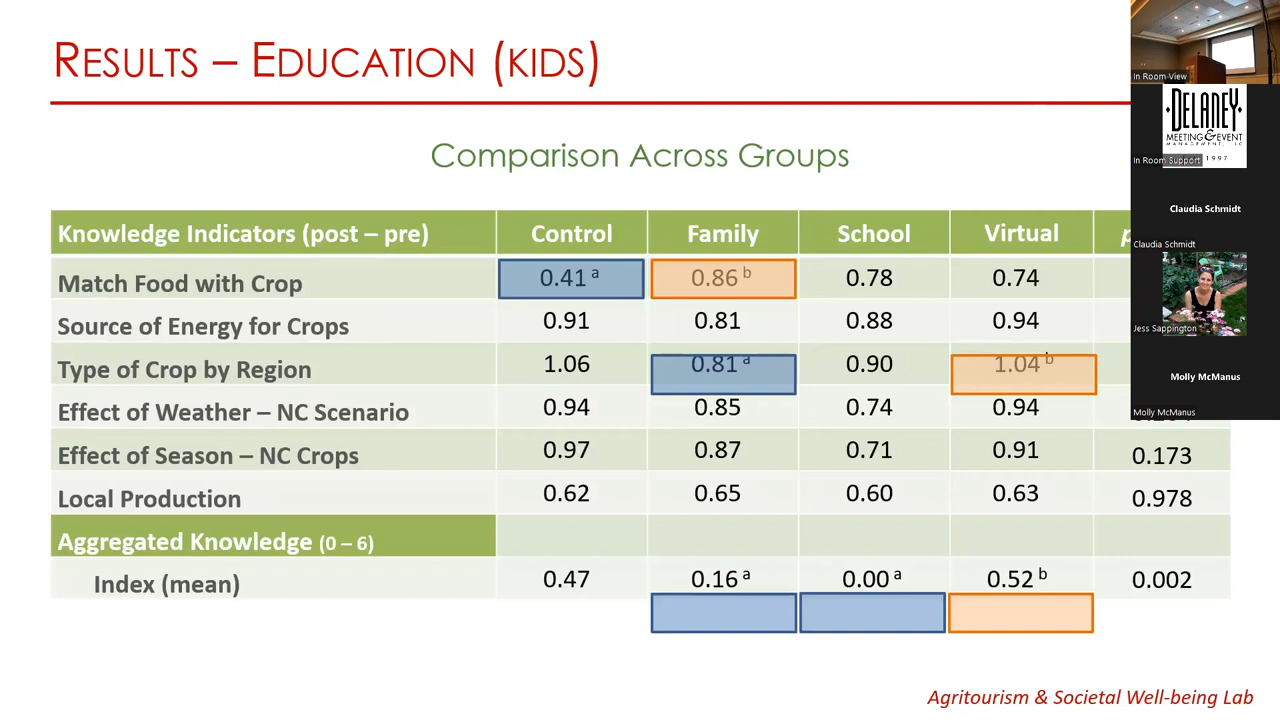 RESULTS – EDUCATION (KIDS)
Comparison Across Groups
Knowledge Indicators (post – pre) Control Family School Virtual p
Match Food with Crop 0.41 a 0.86 b 0.78 0.74
Source of Energy for Crops 0.91 0.81 0.88 0.94
Type of Crop by Region 1.06 0.81 a 0.90 1.04 b
Effect of Weather – NC Scenario 0.94 0.85 0.74 0.94
Effect of Season – NC Crops 0.97 0.87 0.71 0.91 0.173
Local Production 0.62 0.65 0.60 0.63 0.978
Aggregated Knowledge (0 – 6)
Index (mean) 0.47 0.16 a 0.00 a 0.52 b 0.002
Agritourism & Societal Well-being Lab
In Room View
DELANEY
MEETING & EVENT
MANAGEMENT, LLC
1997
In Room Support
Claudia Schmidt
Claudia Schmidt
Jess Sappington
Molly McManus
Molly McManus